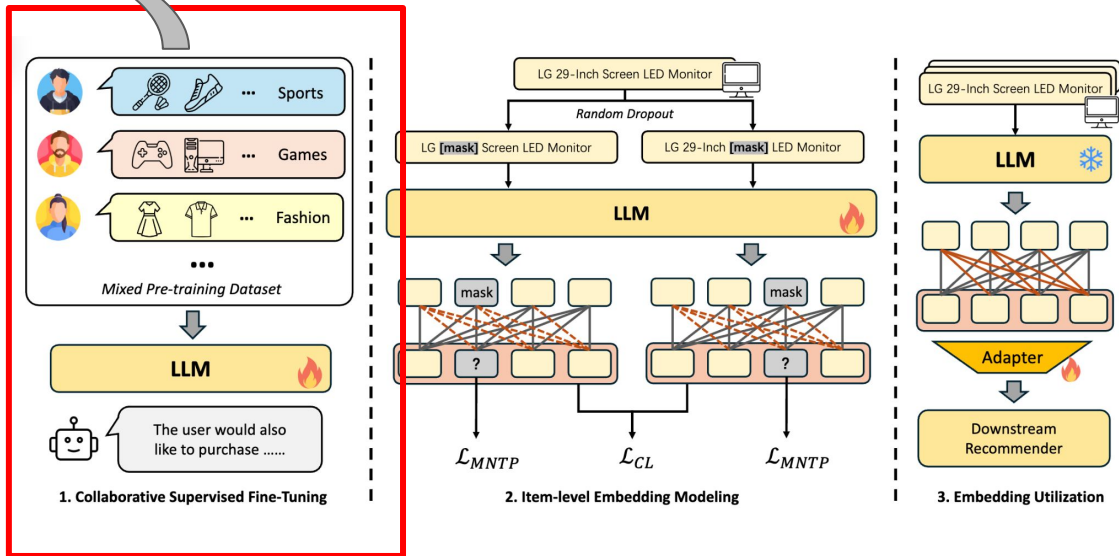 ... Sports
... Games
... Fashion
...
Mixed Pre-training Dataset
LLM
The user would also
like to purchase ......
1. Collaborative Supervised Fine-Tuning
LG 29-Inch Screen LED Monitor
Random Dropout
LG [mask] Screen LED Monitor
LG 29-Inch [mask] LED Monitor
LLM
mask
mask
?
?
ℒMNTP
ℒCL
ℒMNTP
2. Item-level Embedding Modeling
LG 29-Inch Screen LED Monitor
LLM
Adapter
Downstream
Recommender
3. Embedding Utilization